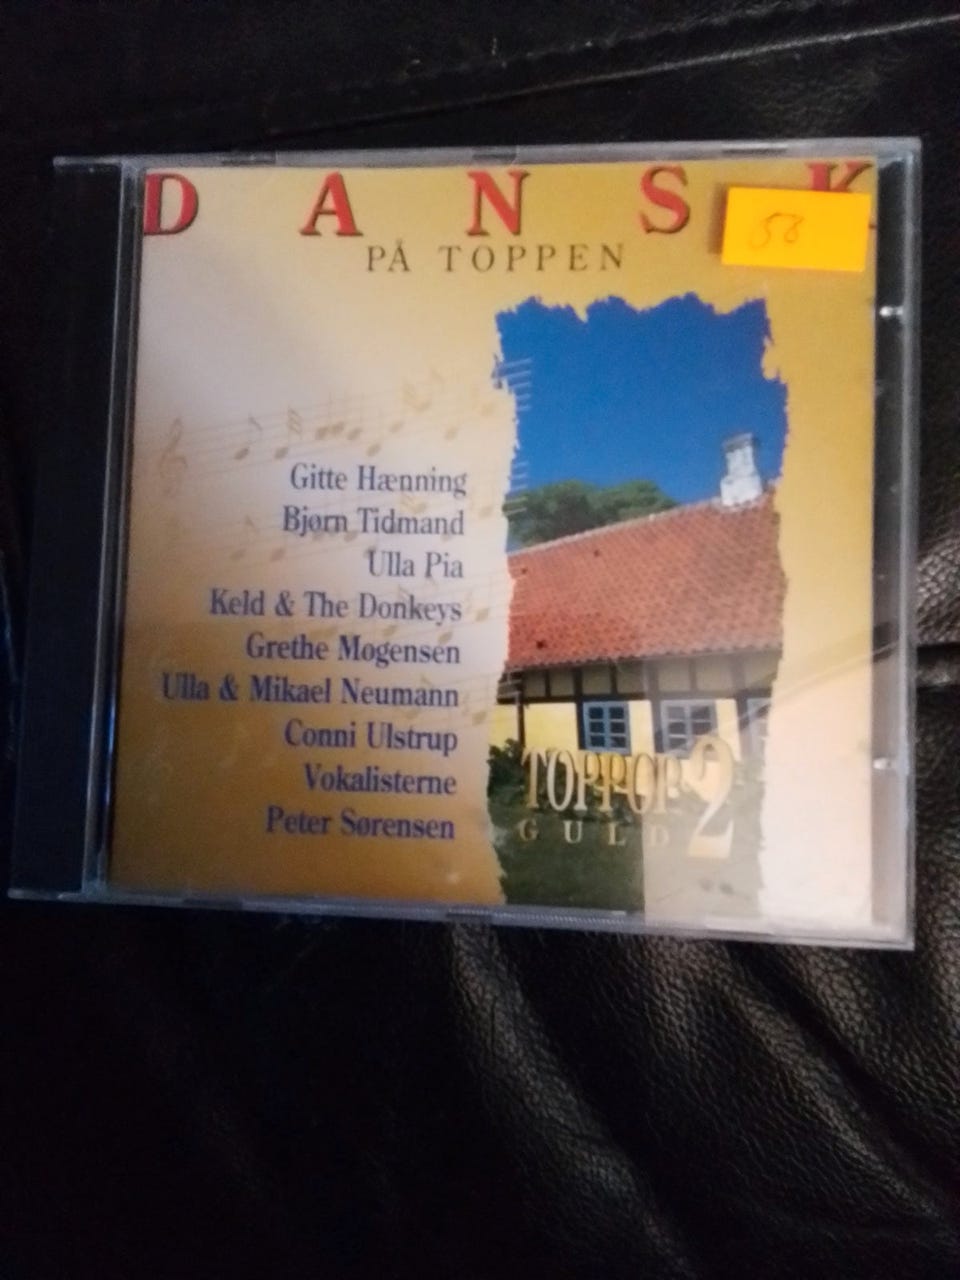 DANSK
58
PÅ TOPPEN
Gitte Hænning
Bjørn Tidmand
Ulla Pia
Keld & The Donkeys
Grethe Mogensen
Ulla & Mikael Neumann
Conni Ulstrup
Vokalisterne
Peter Sørensen
TOPPOP 2
GULD